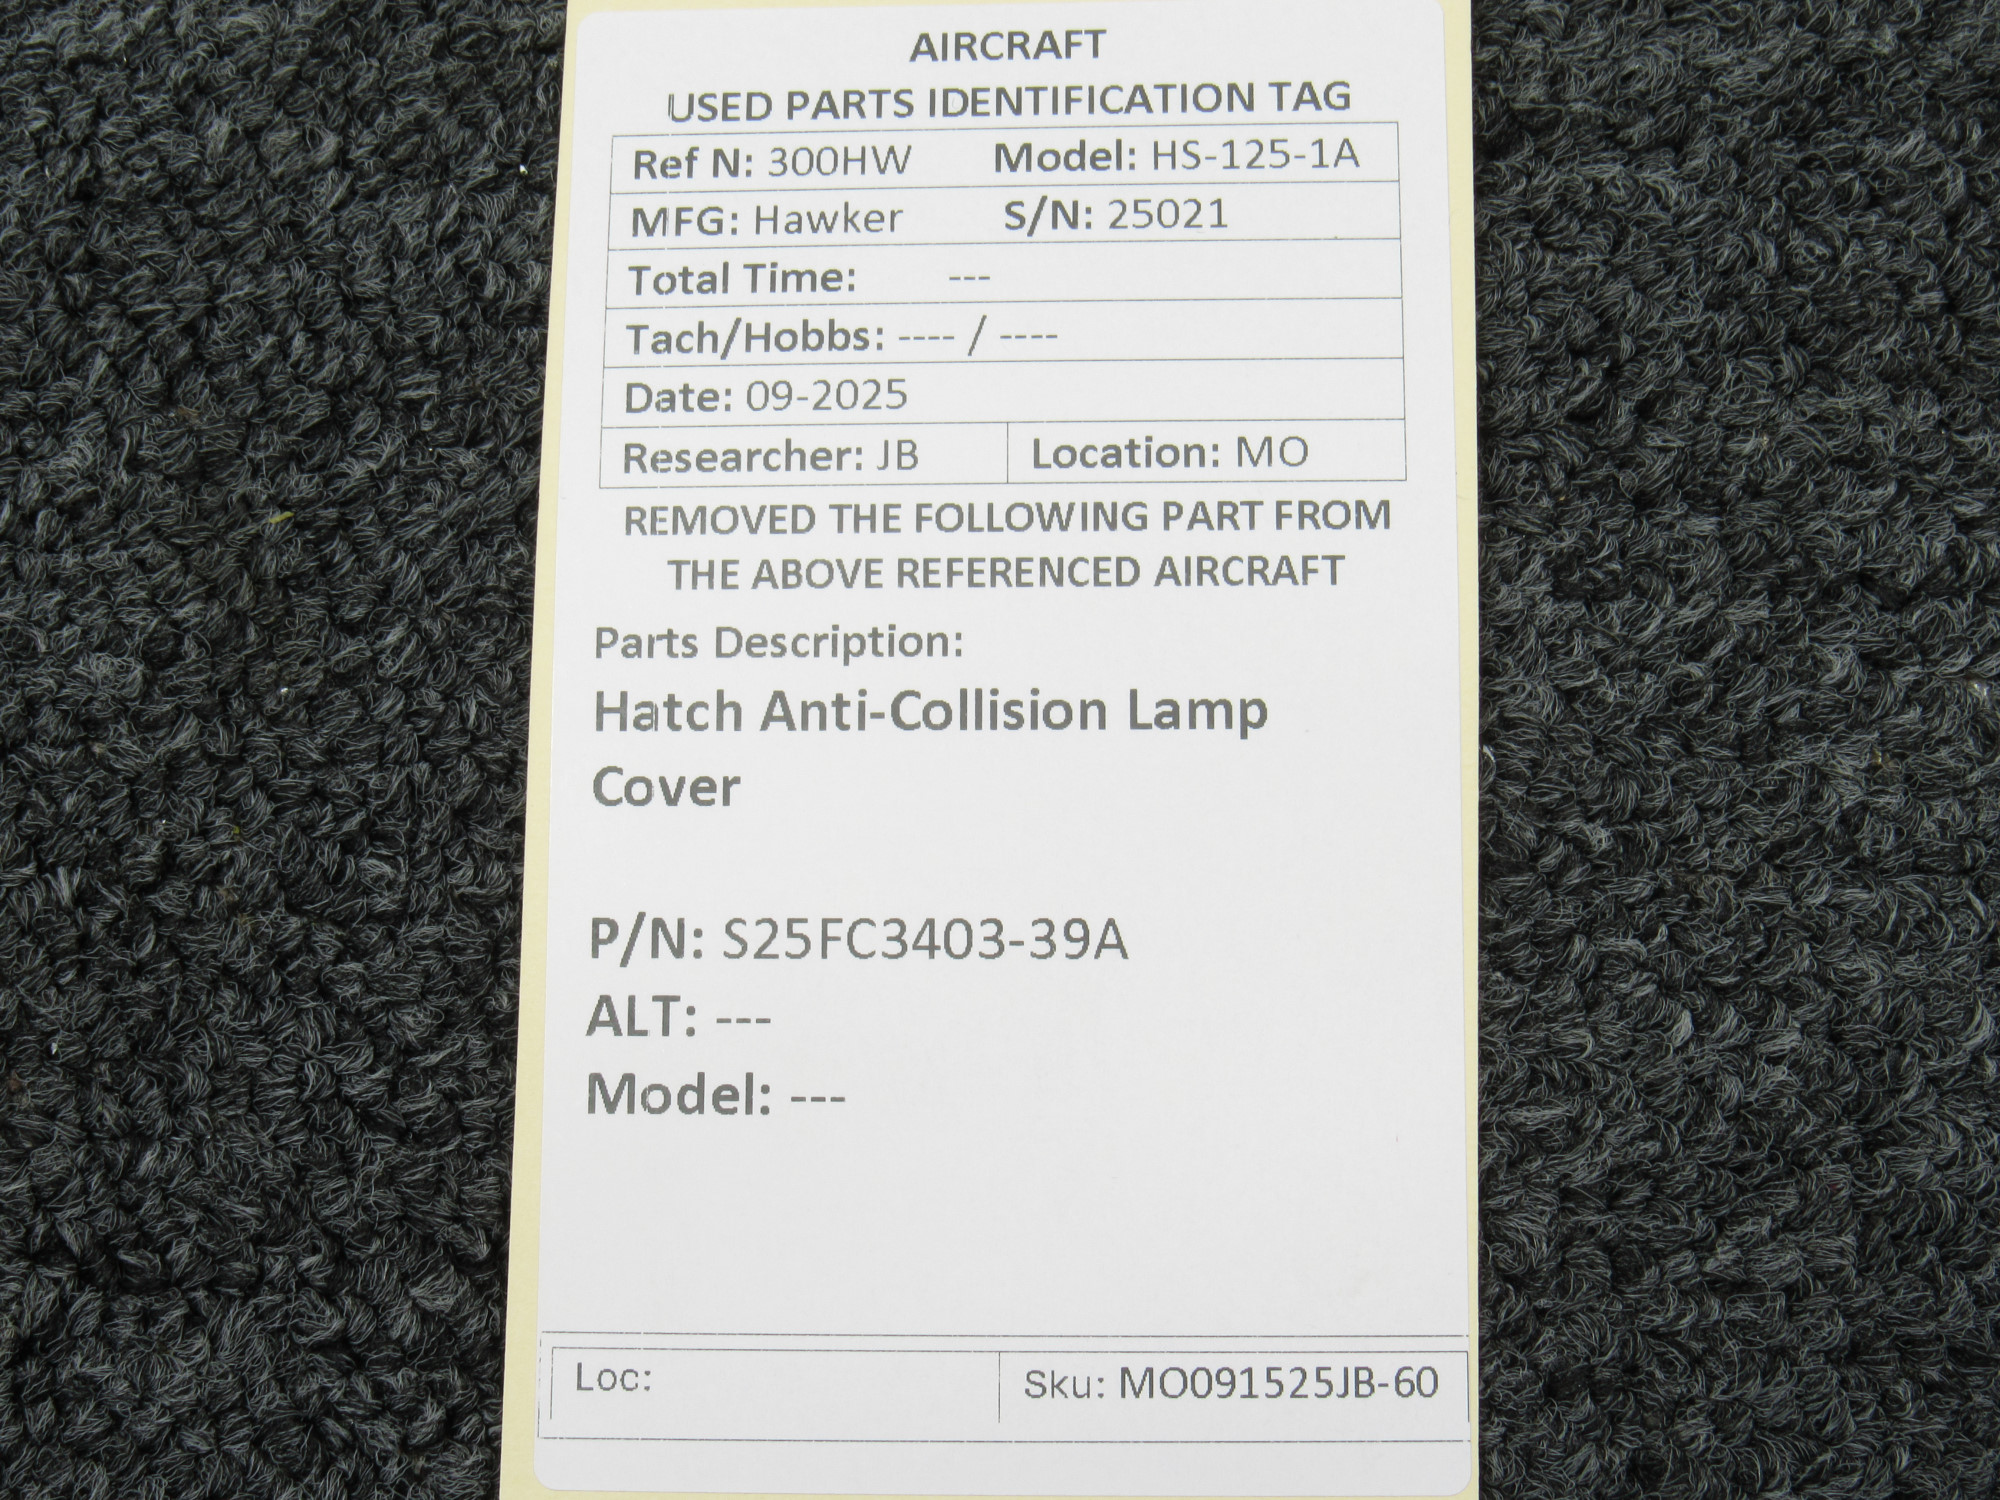 AIRCRAFT
USED PARTS IDENTIFICATION TAG
Ref N: 300HW Model: HS-125-1A
MFG: Hawker S/N: 25021
Total Time: ---
Tach/Hobbs: ---- / ----
Date: 09-2025
Researcher: JB Location: MO
REMOVED THE FOLLOWING PART FROM
THE ABOVE REFERENCED AIRCRAFT
Parts Description:
Hatch Anti-Collision Lamp
Cover
P/N: S25FC3403-39A
ALT: ---
Model: ---
Loc: Sku: MO091525JB-60